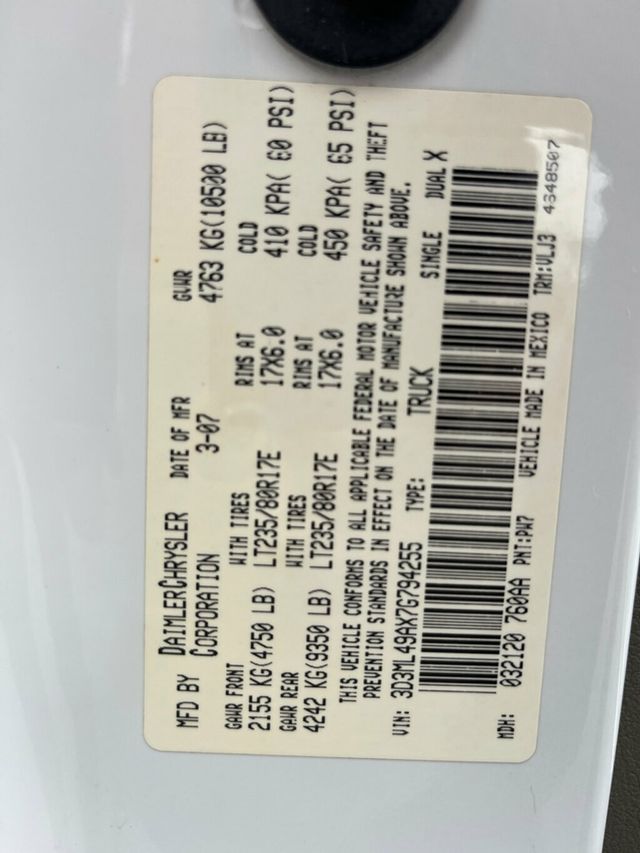 MFD BY DAIMLERCHRYSLER CORPORATION DATE OF MFR 3-07 GVWR 4763 KG(10500 LB)
GAWR FRONT WITH TIRES RIMS AT COLD
2155 KG(4750 LB) LT235/80R17E 17X6.0 410 KPA( 60 PSI)
GAWR REAR WITH TIRES RIMS AT COLD
4242 KG(9350 LB) LT235/80R17E 17X6.0 450 KPA( 65 PSI)
THIS VEHICLE CONFORMS TO ALL APPLICABLE FEDERAL MOTOR VEHICLE SAFETY AND THEFT
PREVENTION STANDARDS IN EFFECT ON THE DATE OF MANUFACTURE SHOWN ABOVE.
VIN: 3D3ML49AX7G794255 TYPE: TRUCK SINGLE DUAL X
MDH: 032120 760AA PNT:PW7 VEHICLE MADE IN MEXICO TRM:VLJ3 4348507